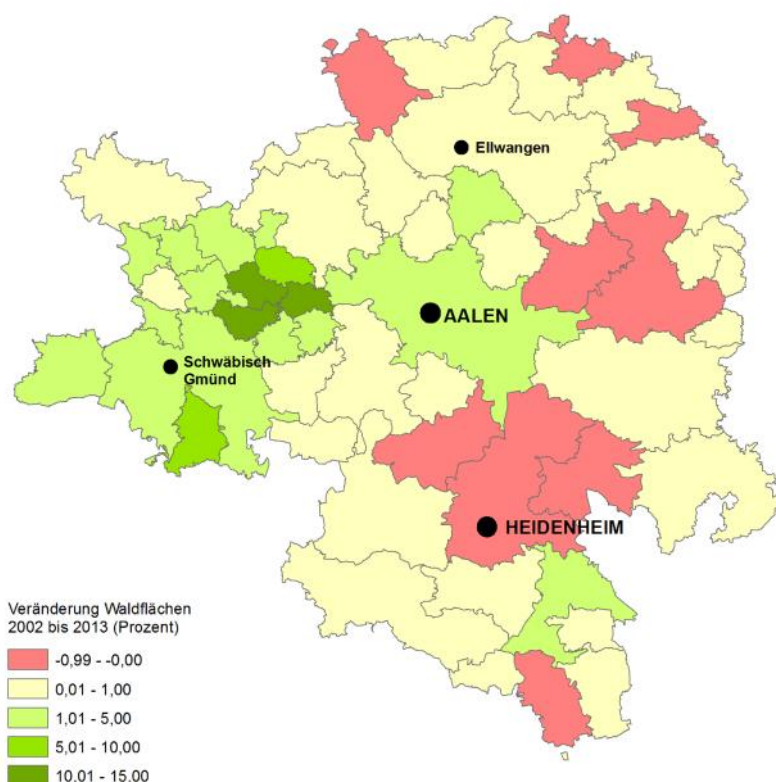 Ellwangen
AALEN
Schwäbisch
Gmünd
HEIDENHEIM
Veränderung Waldflächen
2002 bis 2013 (Prozent)
-0,99 - -0,00
0,01 - 1,00
1,01 - 5,00
5,01 - 10,00
10,01 - 15,00